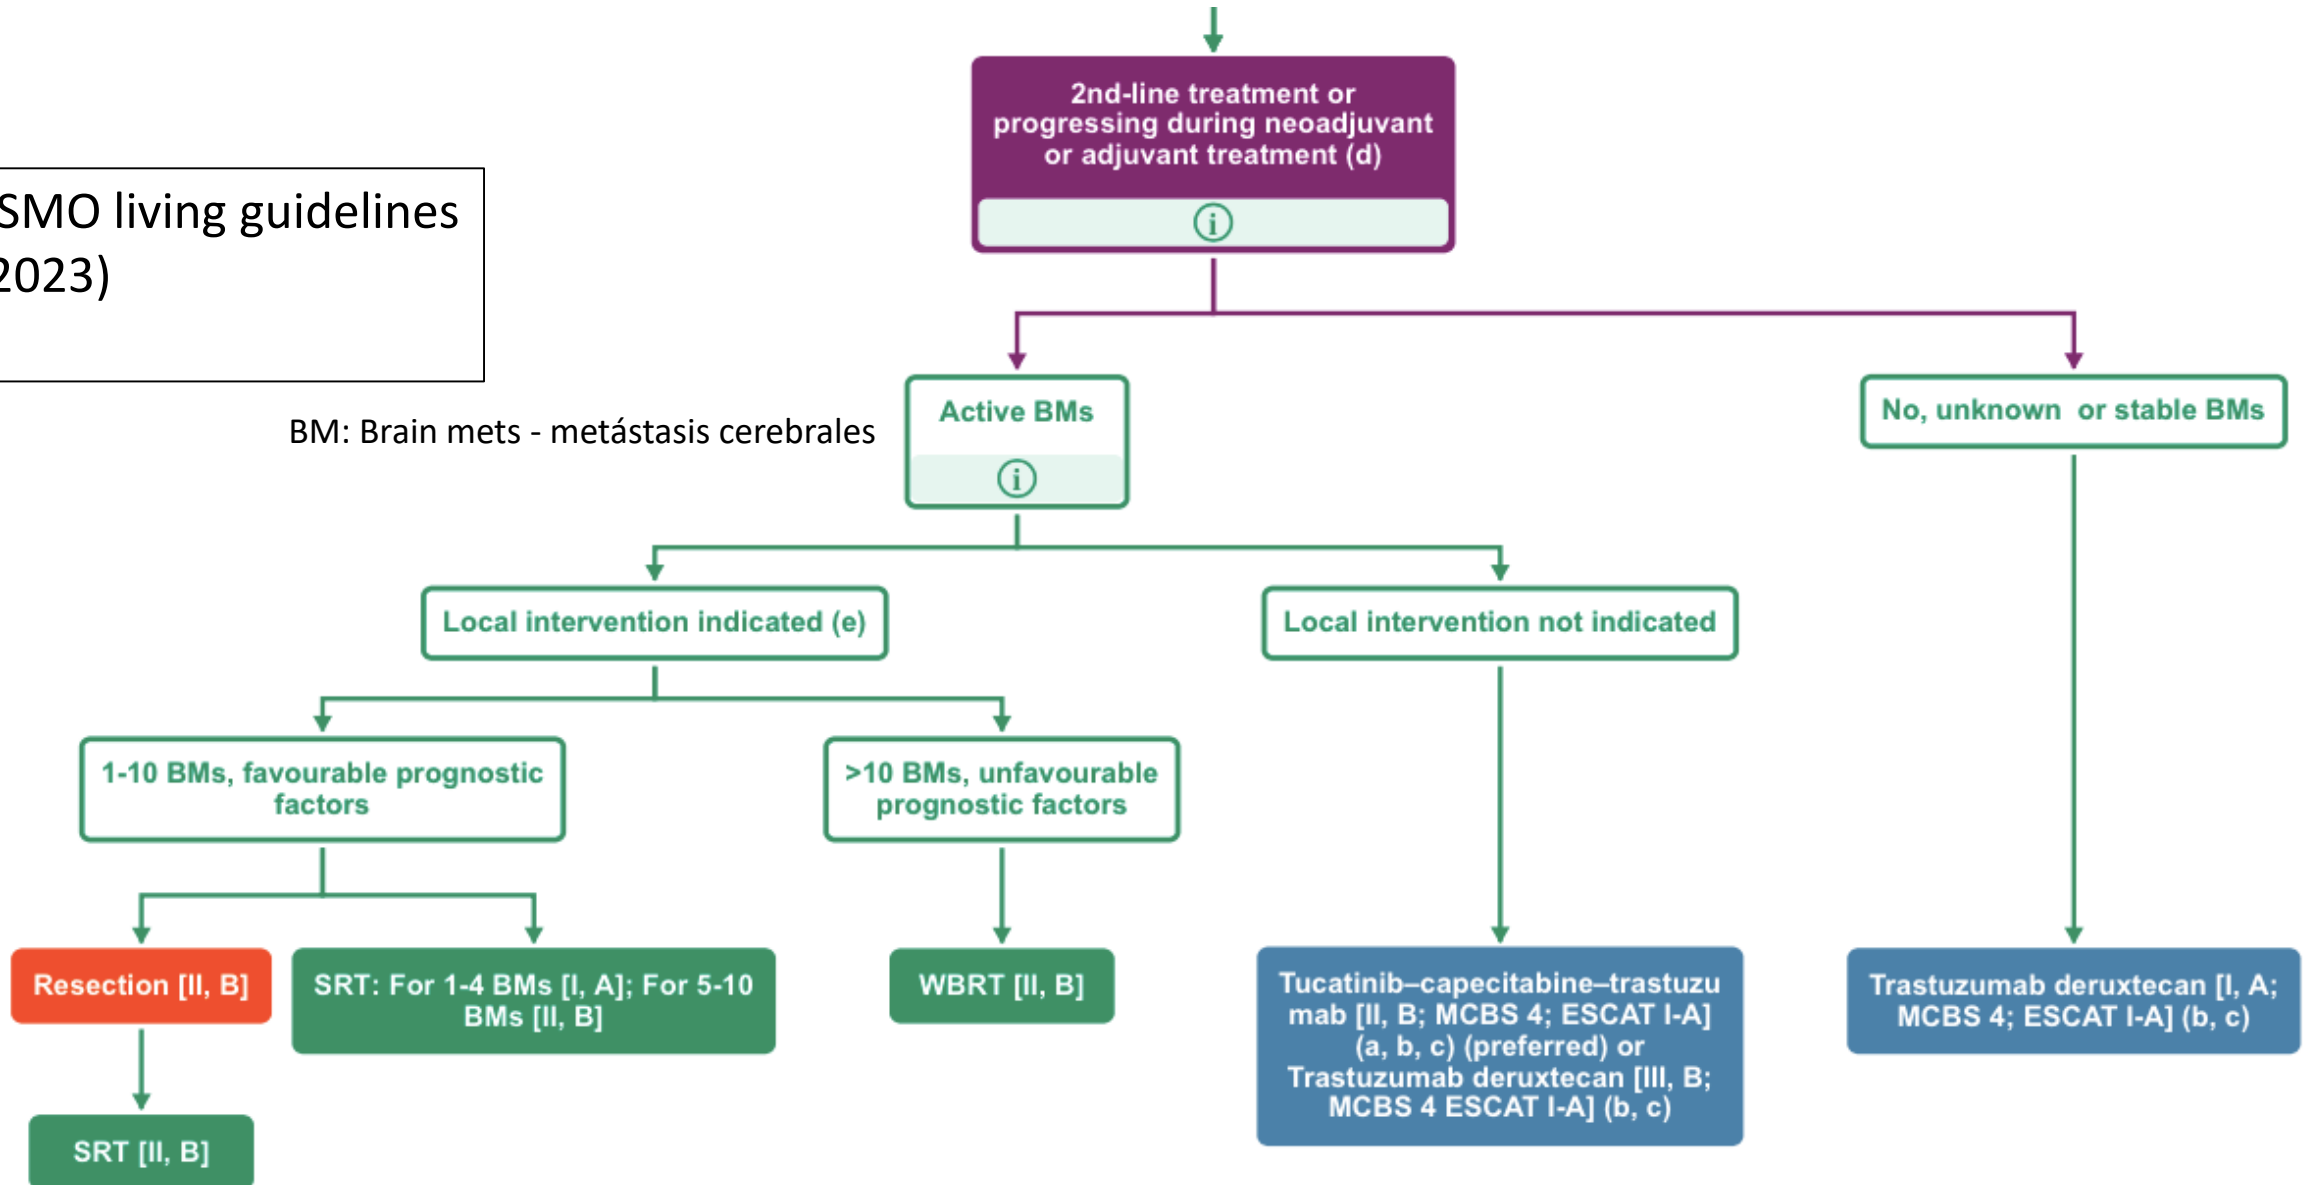 2nd-line treatment or
progressing during neoadjuvant
or adjuvant treatment (d)
i
SMO living guidelines
2023)
BM: Brain mets - metástasis cerebrales
Active BMs
i
No, unknown or stable BMs
Local intervention indicated (e)
Local intervention not indicated
1-10 BMs, favourable prognostic
factors
>10 BMs, unfavourable
prognostic factors
Resection [II, B]
SRT: For 1-4 BMs [I, A]; For 5-10
BMs [II, B]
WBRT [II, B]
Tucatinib–capecitabine–trastuzu
mab [II, B; MCBS 4; ESCAT I-A]
(a, b, c) (preferred) or
Trastuzumab deruxtecan [III, B;
MCBS 4 ESCAT I-A] (b, c)
Trastuzumab deruxtecan [I, A;
MCBS 4; ESCAT I-A] (b, c)
SRT [II, B]